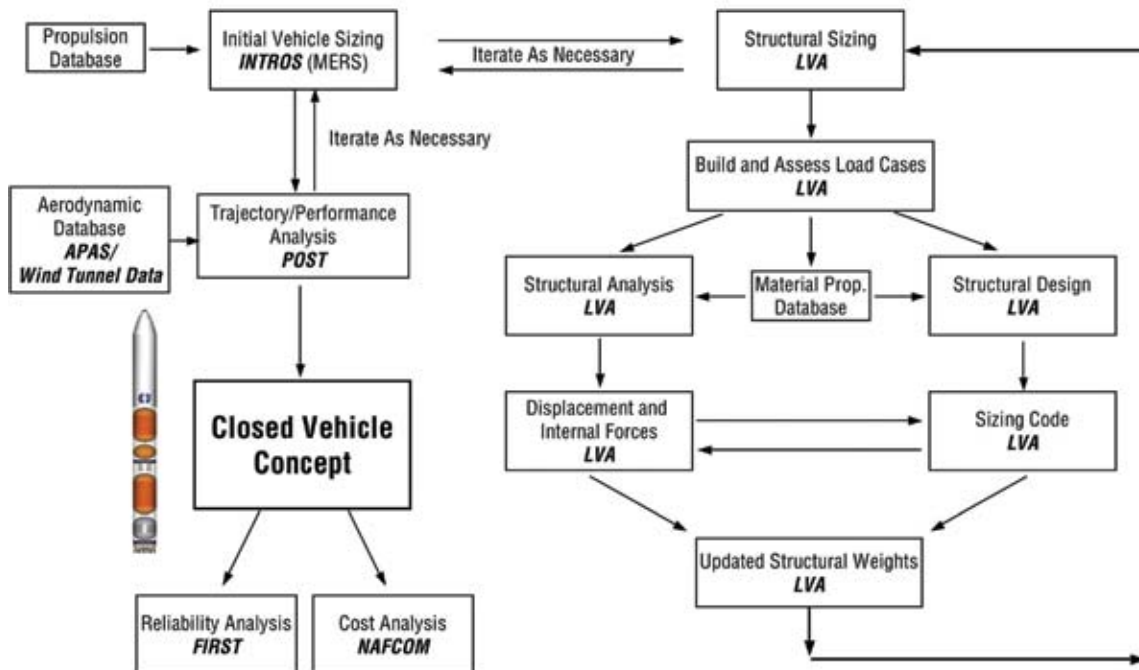 Propulsion
Database
Initial Vehicle Sizing
INTROS (MERS)
Iterate As Necessary
Structural Sizing
LVA
Iterate As Necessary
Build and Assess Load Cases
LVA
Aerodynamic
Database
APAS/
Wind Tunnel Data
Trajectory/Performance
Analysis
POST
Structural Analysis
LVA
Material Prop.
Database
Structural Design
LVA
Closed Vehicle
Concept
Displacement and
Internal Forces
LVA
Sizing Code
LVA
Updated Structural Weights
LVA
Reliability Analysis
FIRST
Cost Analysis
NAFCOM